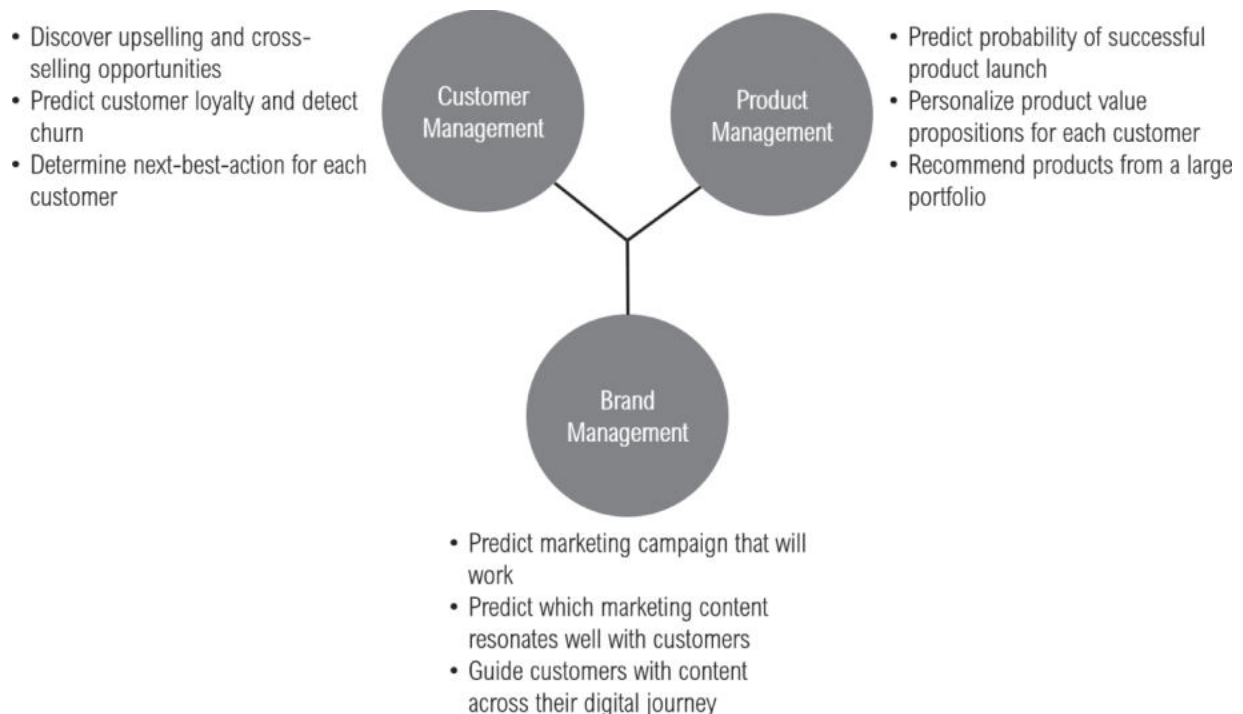 • Discover upselling and cross-
selling opportunities
• Predict customer loyalty and detect
churn
• Determine next-best-action for each
customer
Customer
Management
Product
Management
• Predict probability of successful
product launch
• Personalize product value
propositions for each customer
• Recommend products from a large
portfolio
Brand
Management
• Predict marketing campaign that will
work
• Predict which marketing content
resonates well with customers
• Guide customers with content
across their digital journey